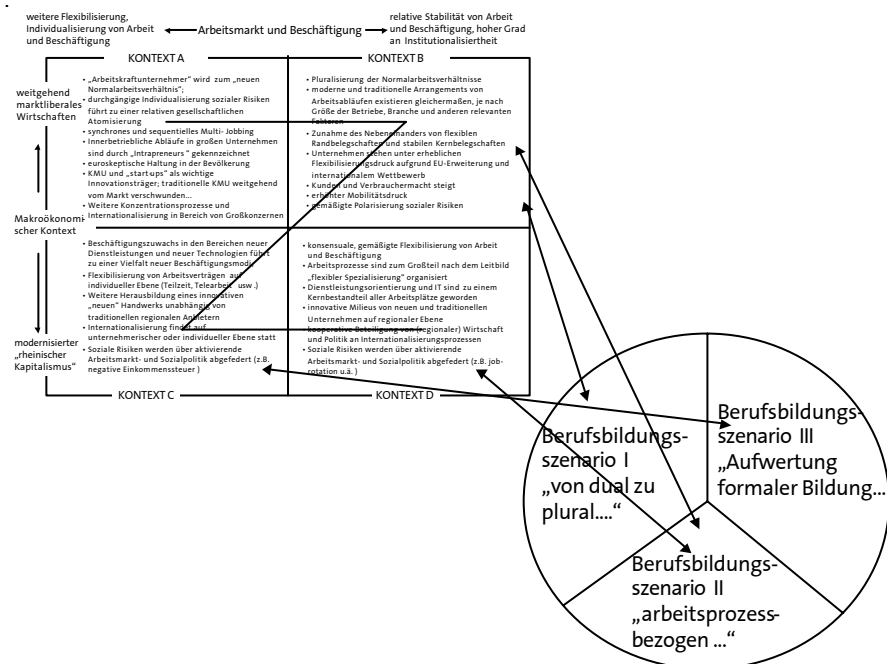 .
weitere Flexibilisierung,
Individualisierung von Arbeit
und Beschäftigung
Arbeitsmarkt und Beschäftigung
relative Stabilität von Arbeit
und Beschäftigung, hoher Grad
an Institutionalisiertheit
KONTEXT A
KONTEXT B
weitgehend
marktliberales
Wirtschaften
Makroökonomi-
scher Kontext
modernisierter
„rheinischer
Kapitalismus“
• „Arbeitskraftunternehmer“ wird zum „neuen
Normalarbeitsverhältnis“;
• durchgängige Individualisierung sozialer Risiken
führt zu einer relativen gesellschaftlichen
Atomisierung
• synchrones und sequentielles Multi- Jobbing
• Innerbetriebliche Abläufe in großen Unternehmen
sind durch „Intrapreneurs“ gekennzeichnet
• euroskeptische Haltung in der Bevölkerung
• KMU und „start-ups“ als wichtige
Innovationsträger; traditionelle KMU weitgehend
vom Markt verschwunden...
• Weitere Konzentrationsprozesse und
Internationalisierung in Bereich von Großkonzernen
• Pluralisierung der Normalarbeitsverhältnisse
• moderne und traditionelle Arrangements von
Arbeitsabläufen existieren gleichermaßen, je nach
Größe der Betriebe, Branche und anderen relevanten
Faktoren
• Zunahme des Nebeneinanders von flexiblen
Randbelegschaften und stabilen Kernbelegschaften
• Unternehmen stehen unter erheblichen
Flexibilisierungsdruck aufgrund EU-Erweiterung und
internationalem Wettbewerb
• Kunden und Verbrauchermacht steigt
• erhöhter Mobilitätsdruck
• gemäßigte Polarisierung sozialer Risiken
• Beschäftigungszuwachs in den Bereichen neuer
Dienstleistungen und neuer Technologien führt
zu einer Vielfalt neuer Beschäftigungsmodi,
• Flexibilisierung von Arbeitsverträgen auf
individueller Ebene (Teilzeit, Telearbeit usw.)
• Weitere Herausbildung eines innovativen
„neuen“ Handwerks unabhängig von
traditionellen regionalen Anbietern
• Internationalisierung findet auf
unternehmerischer oder individueller Ebene statt
• Soziale Risiken werden über aktivierende
Arbeitsmarkt- und Sozialpolitik abgefedert (z.B.
negative Einkommenssteuer )
• konsensuale, gemäßigte Flexibilisierung von Arbeit
und Beschäftigung
• Arbeitsprozesse sind zum Großteil nach dem Leitbild
„flexibler Spezialisierung“ organisiert
• Dienstleistungsorientierung und IT sind zu einem
Kernbestandteil aller Arbeitsplätze geworden
• innovative Milieus von neuen und traditionellen
Unternehmen auf regionaler Ebene
• kooperative Beteiligung von (regionaler) Wirtschaft
und Politik an Internationalisierungsprozessen
• Soziale Risiken werden über aktivierende
Arbeitsmarkt- und Sozialpolitik abgefedert (z.B. job-
rotation u.ä. )
KONTEXT C
KONTEXT D
Berufsbildungs-
szenario I
„von dual zu
plural....“
Berufsbildungs-
szenario III
„Aufwertung
formaler Bildung...
Berufsbildungs-
szenario II
„arbeitsprozess-
bezogen ...“